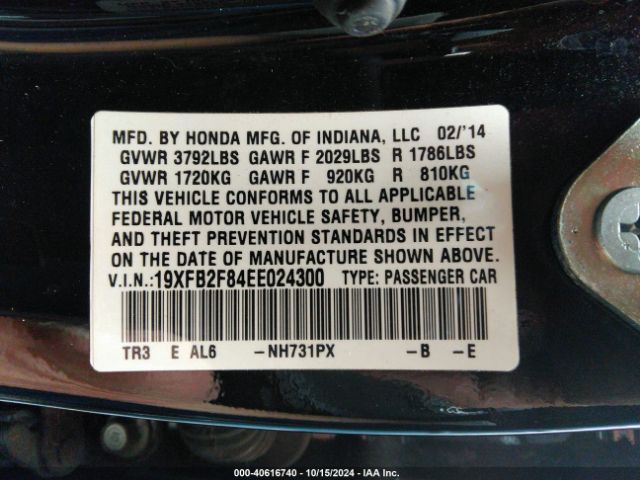 MFD. BY HONDA MFG. OF INDIANA, LLC 02/'14
GVWR 3792LBS GAWR F 2029LBS R 1786LBS
GVWR 1720KG GAWR F 920KG R 810KG
THIS VEHICLE CONFORMS TO ALL APPLICABLE
FEDERAL MOTOR VEHICLE SAFETY, BUMPER,
AND THEFT PREVENTION STANDARDS IN EFFECT
ON THE DATE OF MANUFACTURE SHOWN ABOVE.
V.I.N.:19XFB2F84EE024300 TYPE: PASSENGER CAR
TR3 E AL6 -NH731PX -B -E
000-40616740 - 10/15/2024 - IAA Inc.